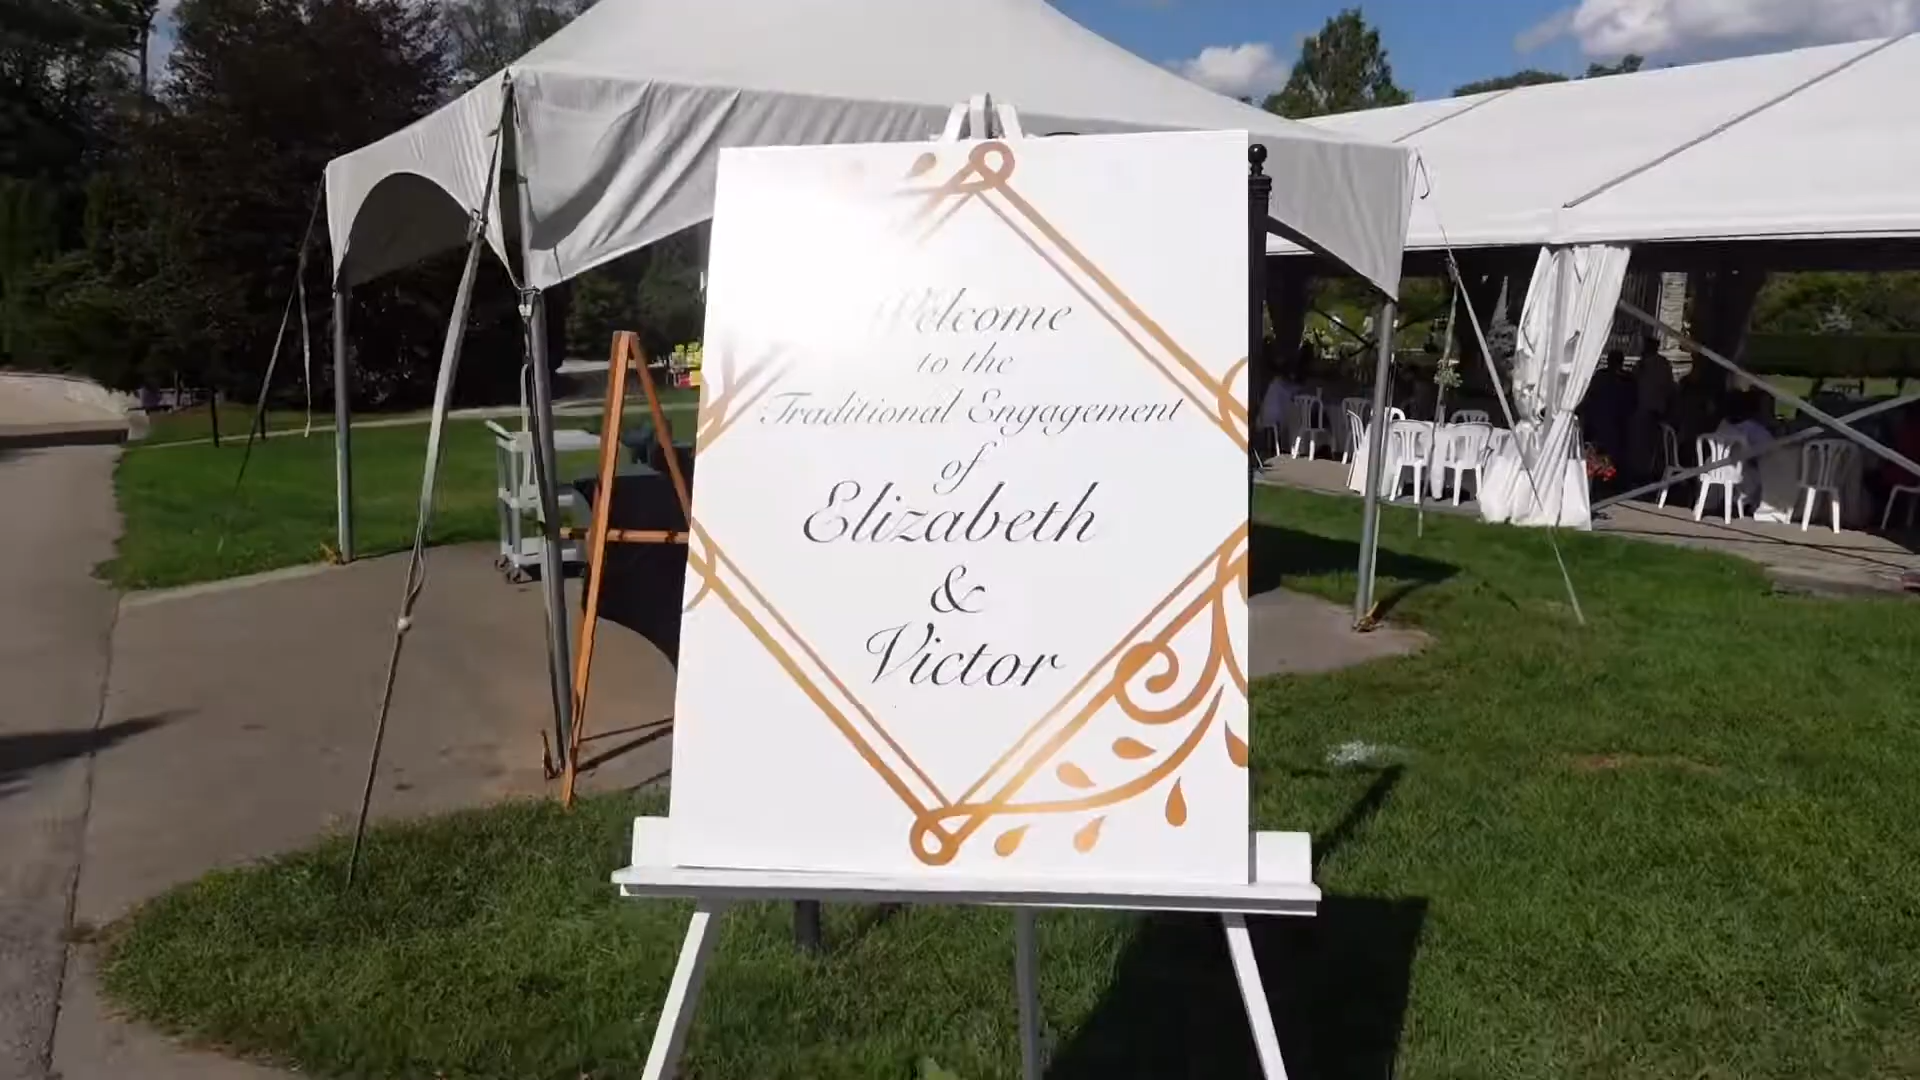 Welcome
to the
Traditional Engagement
of
Elizabeth
&
Victor